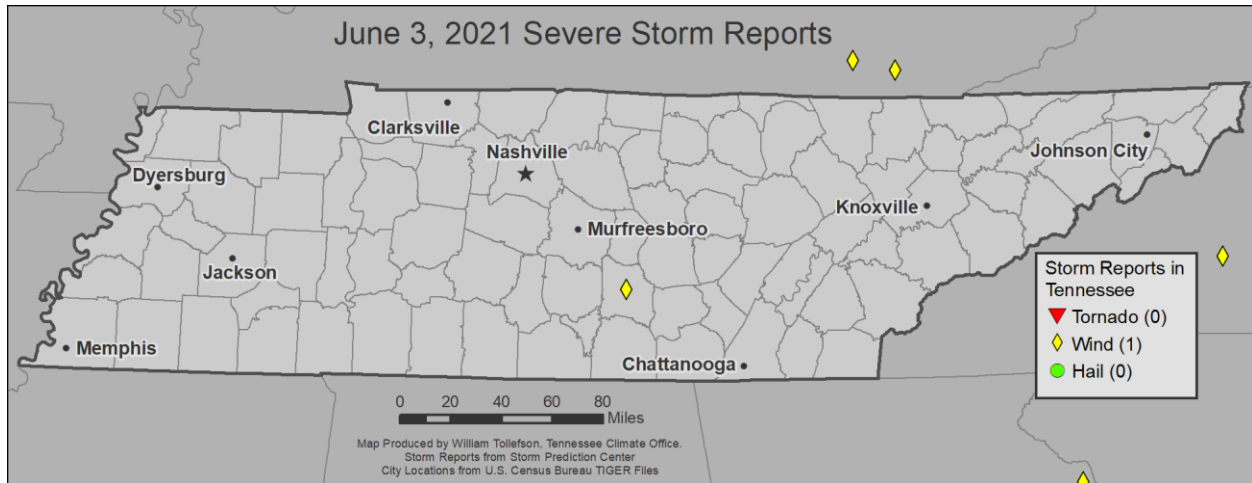 June 3, 2021 Severe Storm Reports
Clarksville
Nashville
Johnson City
Dyersburg
Knoxville
Murfreesboro
Jackson
Memphis
Chattanooga
Storm Reports in
Tennessee
Tornado (0)
Wind (1)
Hail (0)
0 20 40 60 80
Miles
Map Produced by William Tollefson, Tennessee Climate Office.
Storm Reports from Storm Prediction Center
City Locations from U.S. Census Bureau TIGER Files